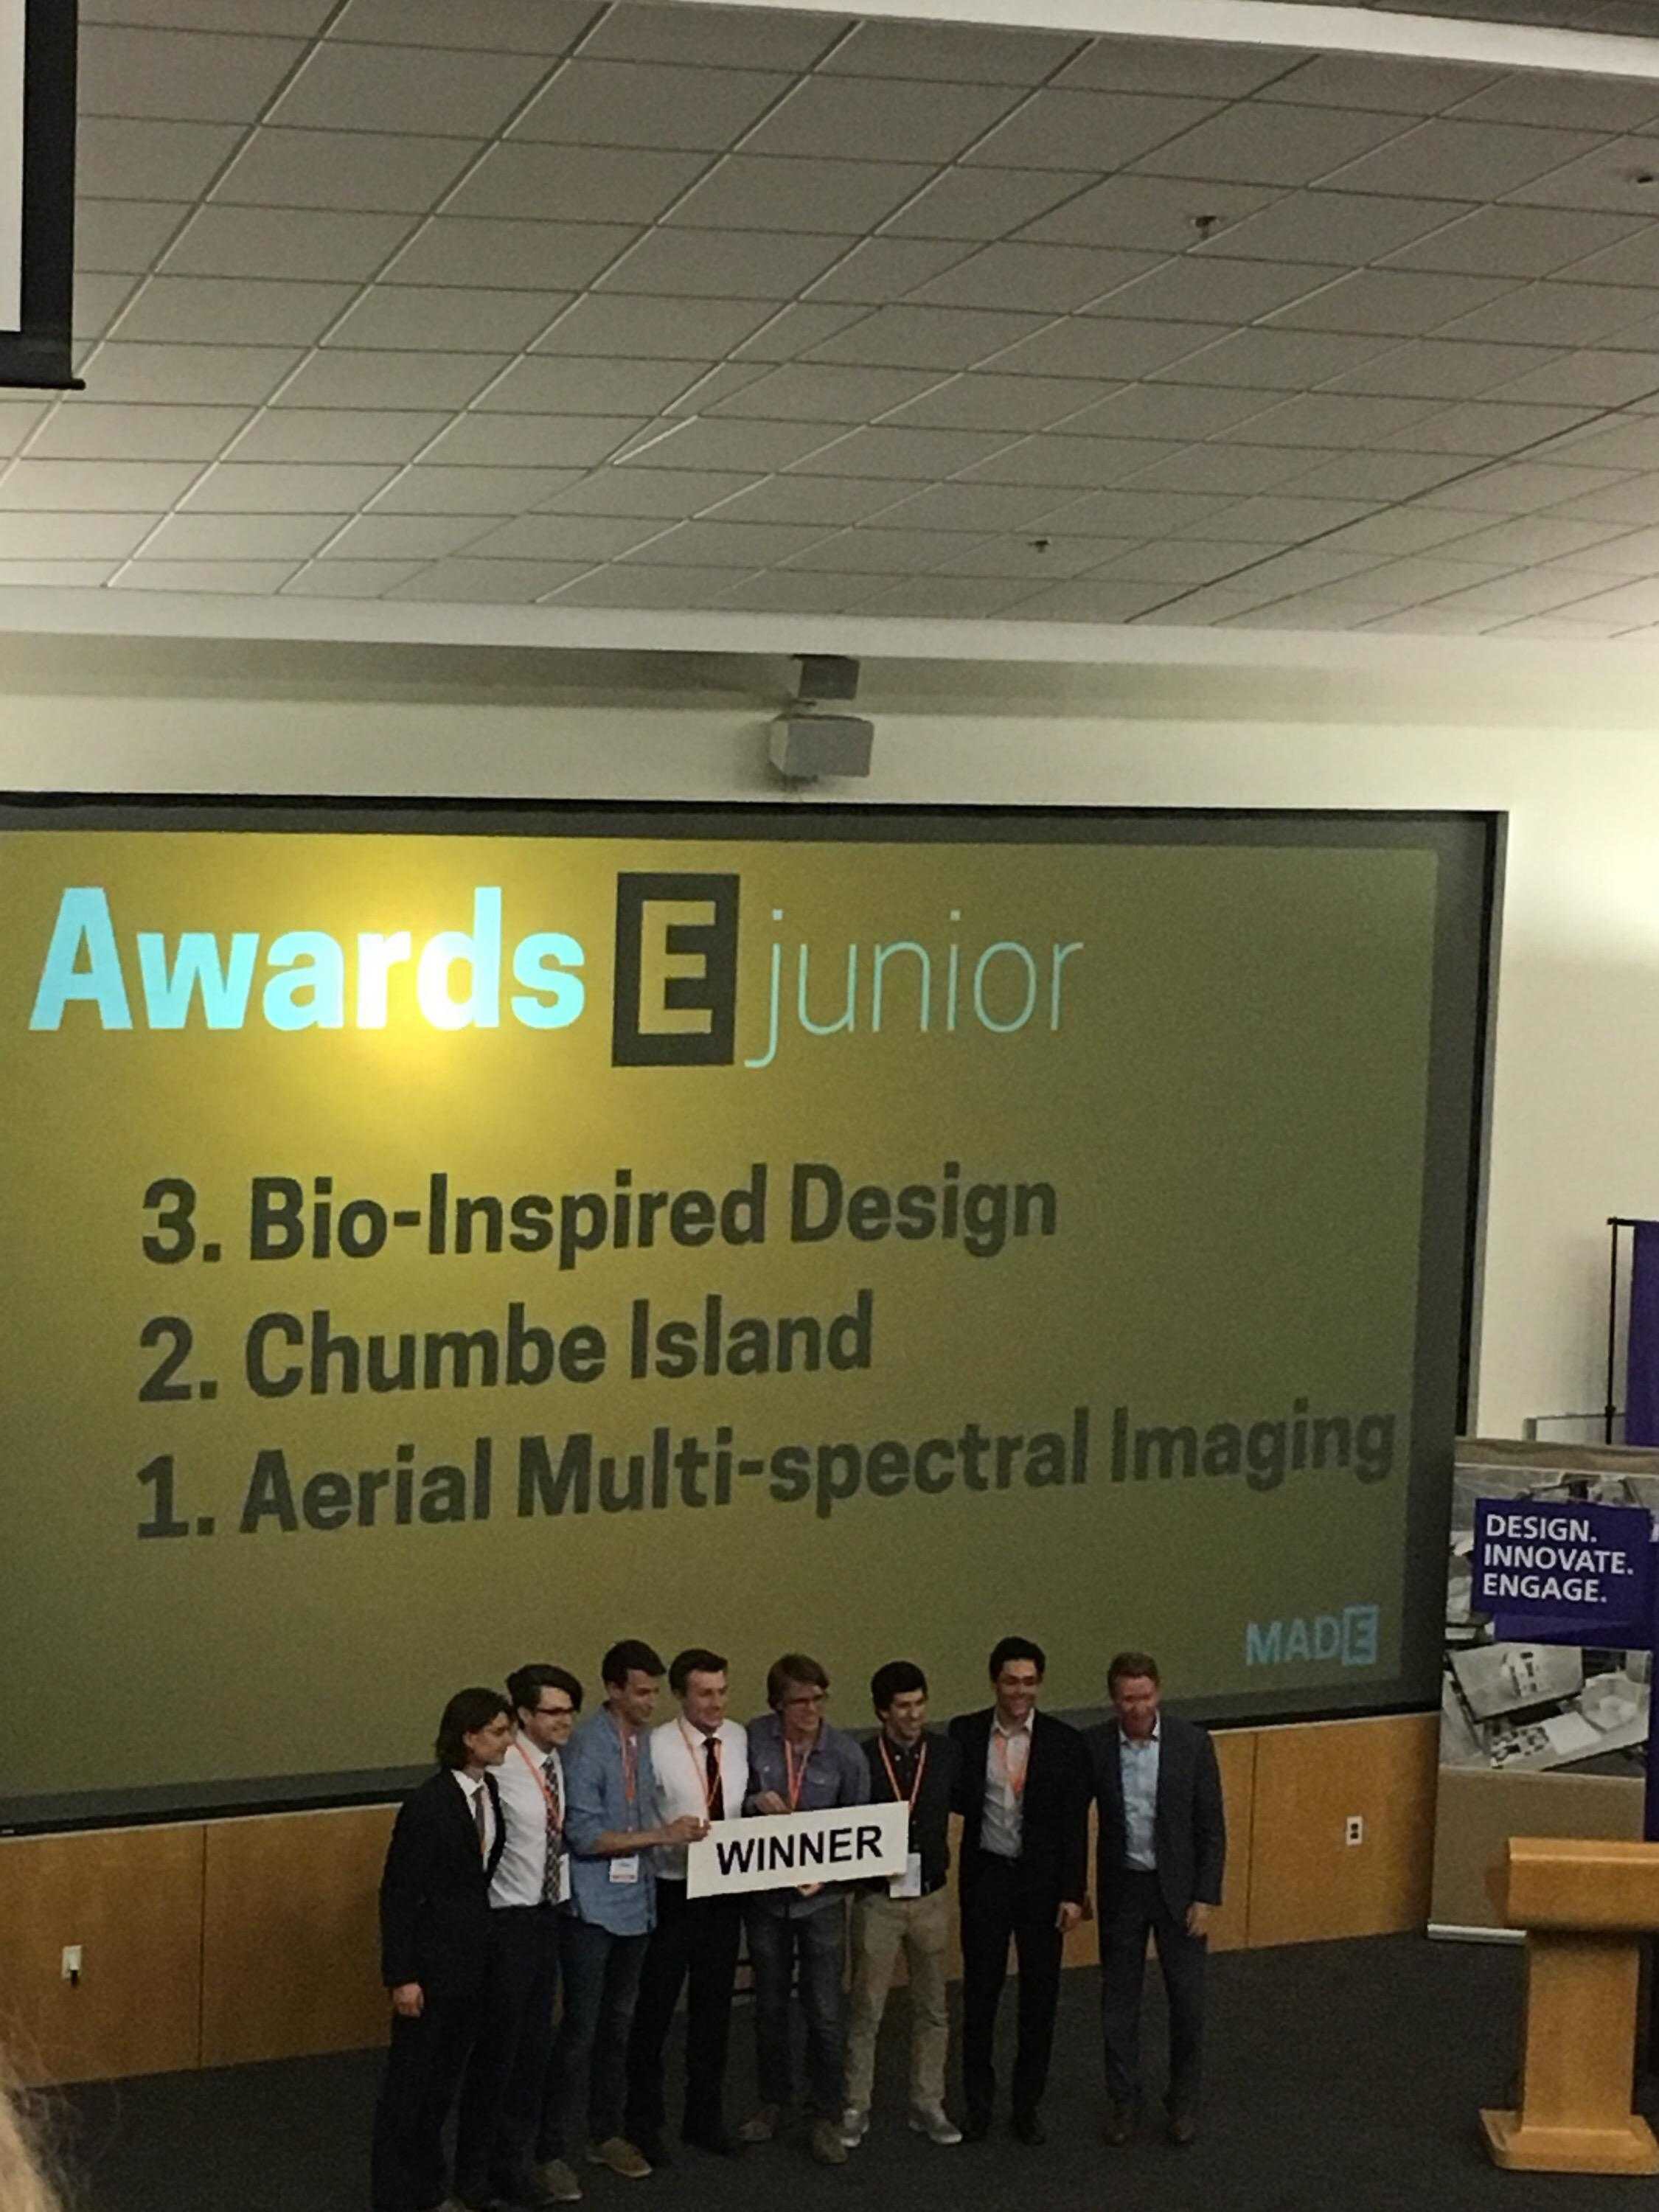 Awards E junior
3. Bio-Inspired Design
2. Chumbe Island
1. Aerial Multi-spectral Imaging
MADE
DESIGN.
INNOVATE.
ENGAGE.
WINNER